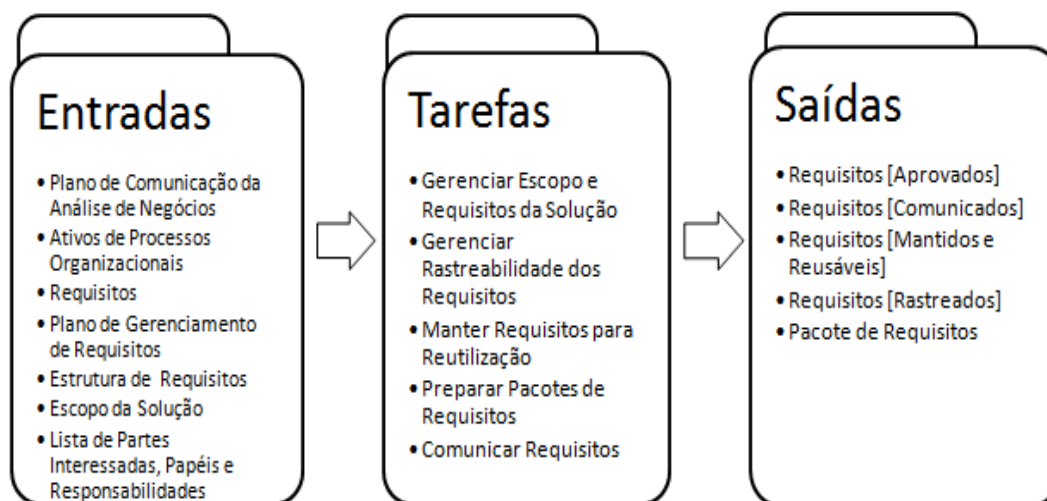 Entradas
• Plano de Comunicação da
Análise de Negócios
• Ativos de Processos
Organizacionais
• Requisitos
• Plano de Gerenciamento
de Requisitos
• Estrutura de Requisitos
• Escopo da Solução
• Lista de Partes
Interessadas, Papéis e
Responsabilidades
Tarefas
• Gerenciar Escopo e
Requisitos da Solução
• Gerenciar
Rastreabilidade dos
Requisitos
• Manter Requisitos para
Reutilização
• Preparar Pacotes de
Requisitos
• Comunicar Requisitos
Saídas
• Requisitos [Aprovados]
• Requisitos [Comunicados]
• Requisitos [Mantidos e
Reusáveis]
• Requisitos [Rastreados]
• Pacote de Requisitos